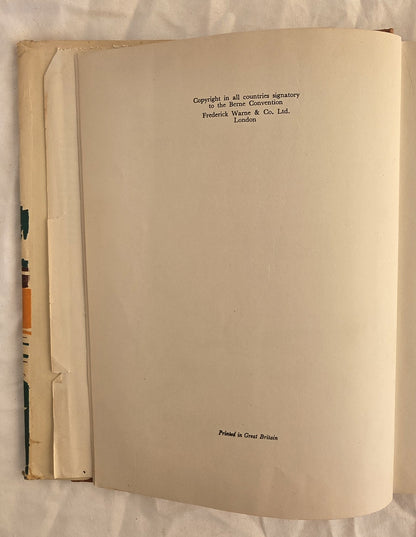 Copyright in all countries signatory
to the Berne Convention
Frederick Warne & Co. Ltd.
London
Printed in Great Britain